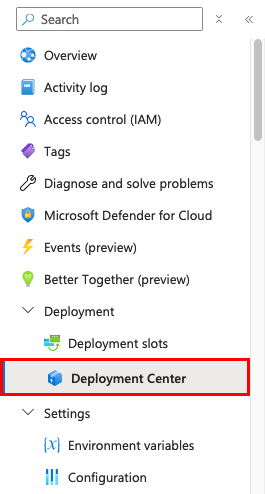 Search
Overview
Activity log
Access control (IAM)
Tags
Diagnose and solve problems
Microsoft Defender for Cloud
Events (preview)
Better Together (preview)
Deployment
Deployment slots
Deployment Center
Settings
Environment variables
Configuration